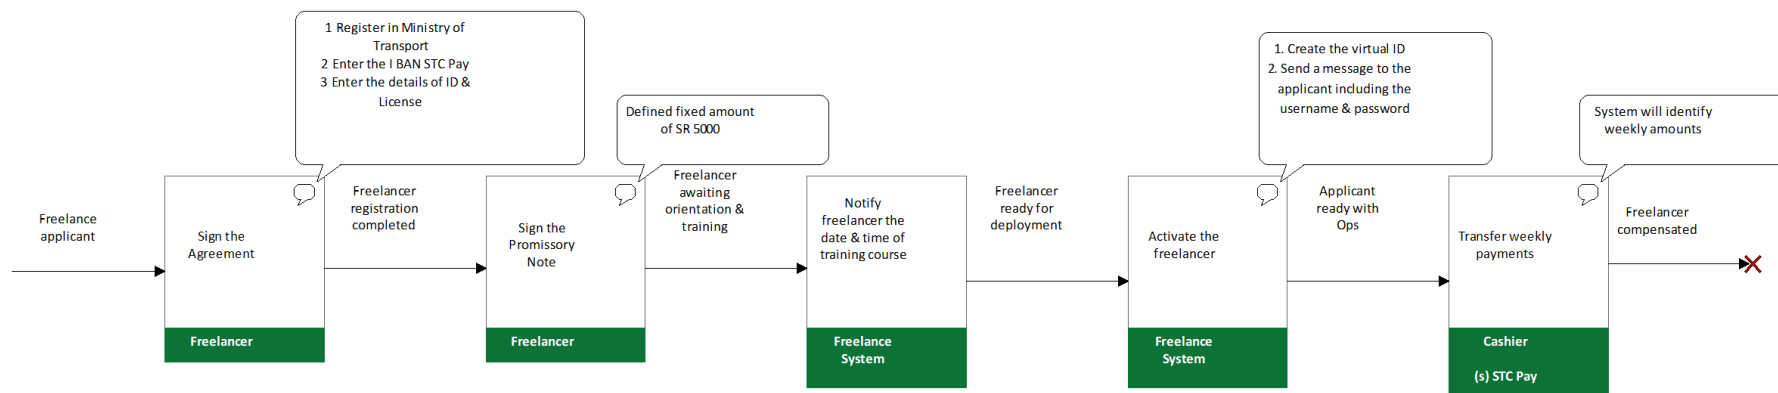 Freelance
applicant
1 Register in Ministry of
Transport
2 Enter the I BAN STC Pay
3 Enter the details of ID &
License
Sign the
Agreement
Freelancer
Freelancer
registration
completed
Defined fixed amount
of SR 5000
Sign the
Promissory
Note
Freelancer
Freelancer
awaiting
orientation &
training
Notify
freelancer the
date & time of
training course
Freelance
System
Freelancer
ready for
deployment
1. Create the virtual ID
2. Send a message to the
applicant including the
username & password
Activate the
freelancer
Freelance
System
Applicant
ready with
Ops
System will identify
weekly amounts
Transfer weekly
payments
Cashier
(s) STC Pay
Freelancer
compensated